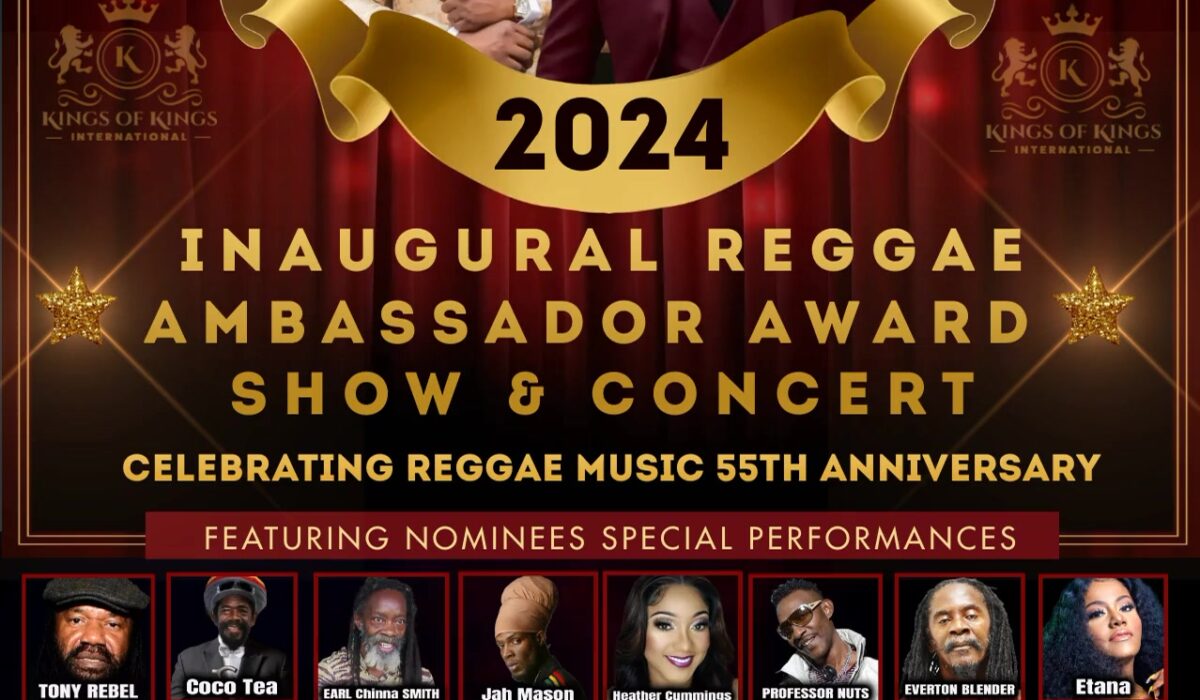 K
KINGS OF KINGS
INTERNATIONAL
K
KINGS OF KINGS
INTERNATIONAL
2024
INAUGURAL REGGAE
AMBASSADOR AWARD
SHOW & CONCERT
CELEBRATING REGGAE MUSIC 55TH ANNIVERSARY
FEATURING NOMINEES SPECIAL PERFORMANCES
TONY REBEL
Coco Tea
EARL Chinna SMITH
Jah Mason
Heather Cummings
PROFESSOR NUTS
EVERTON BLENDER
Etana